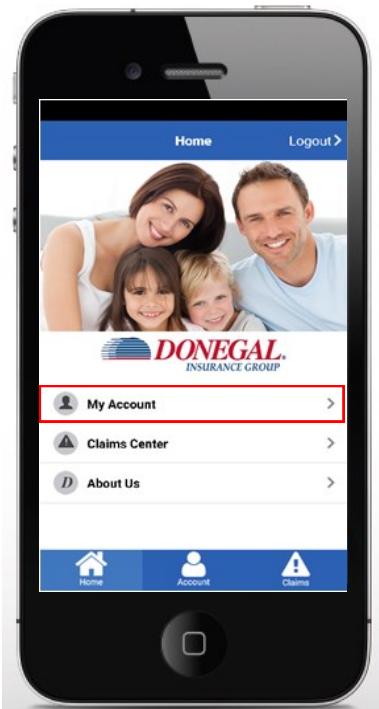 Home Logout
DONEGAL.
INSURANCE GROUP
My Account
Claims Center
D About Us
Home Account Claims